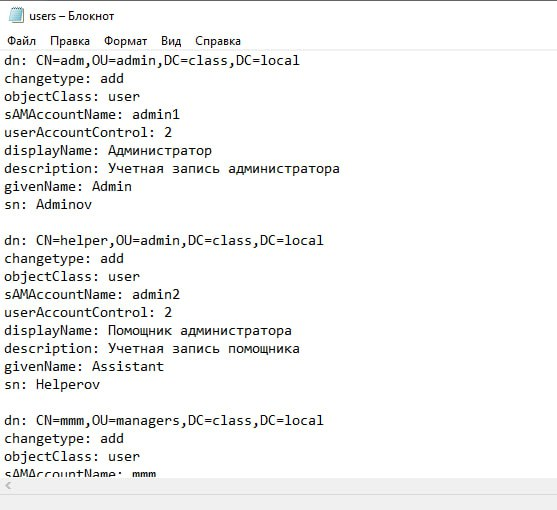 users – Блокнот
Файл Правка Формат Вид Справка
dn: CN=adm,OU=admin,DC=class,DC=local
changetype: add
objectClass: user
sAMAccountName: admin1
userAccountControl: 2
displayName: Администратор
description: Учетная запись администратора
givenName: Admin
sn: Adminov

dn: CN=helper,OU=admin,DC=class,DC=local
changetype: add
objectClass: user
sAMAccountName: admin2
userAccountControl: 2
displayName: Помощник администратора
description: Учетная запись помощника
givenName: Assistant
sn: Helperov

dn: CN=mmm,OU=managers,DC=class,DC=local
changetype: add
objectClass: user
sAMAccountName: mmm